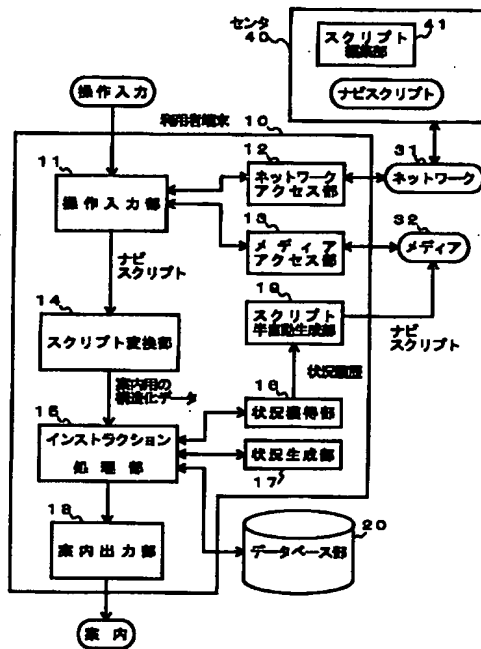 センタ
40
スクリプト
編集部
41
ナビスクリプト
操作入力
利用者端末 10
11
操作入力部
12
ネットワーク
アクセス部
31
ネットワーク
13
メディア
アクセス部
32
メディア
ナビ
スクリプト
19
スクリプト
半自動生成部
ナビ
スクリプト
14
スクリプト変換部
状況履歴
案内用の
構造化データ
16
状況獲得部
15
インストラクション
処理部
状況生成部
17
18
案内出力部
20
データベース部
案内